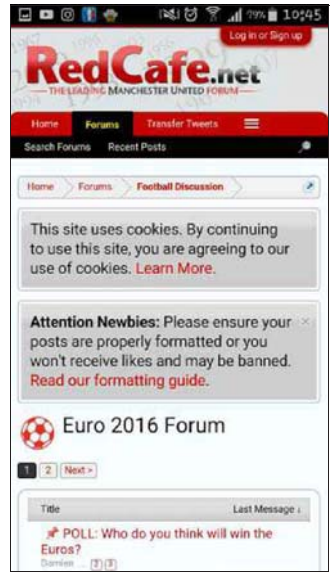 79% 10:45
Log in or Sign up
RedCafe.net
THE LEADING MANCHESTER UNITED FORUM
Home Forums Transfer Tweets
Search Forums Recent Posts
Home Forums Football Discussion
This site uses cookies. By continuing
to use this site, you are agreeing to our
use of cookies. Learn More.
Attention Newbies: Please ensure your ×
posts are properly formatted or you
won't receive likes and may be banned.
Read our formatting guide.
Euro 2016 Forum
1 2 Next >
Title Last Message ↓
POLL: Who do you think will win the
Euros?
Damien ... 2 3